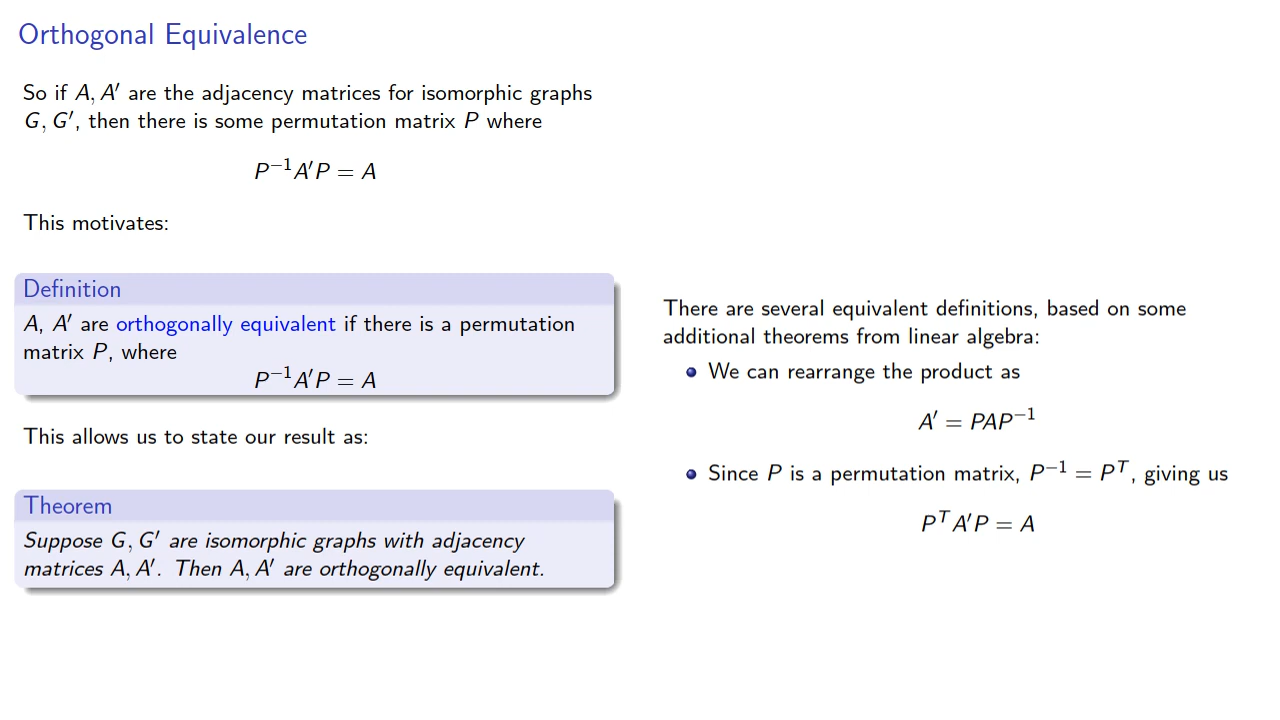 Orthogonal Equivalence
So if A, A′ are the adjacency matrices for isomorphic graphs
G, G′, then there is some permutation matrix P where
P⁻¹A′P = A
This motivates:
Definition
A, A′ are orthogonally equivalent if there is a permutation
matrix P, where
P⁻¹A′P = A
This allows us to state our result as:
Theorem
Suppose G, G′ are isomorphic graphs with adjacency
matrices A, A′. Then A, A′ are orthogonally equivalent.
There are several equivalent definitions, based on some
additional theorems from linear algebra:
• We can rearrange the product as
A′ = PAP⁻¹
• Since P is a permutation matrix, P⁻¹ = Pᵀ, giving us
PᵀA′P = A